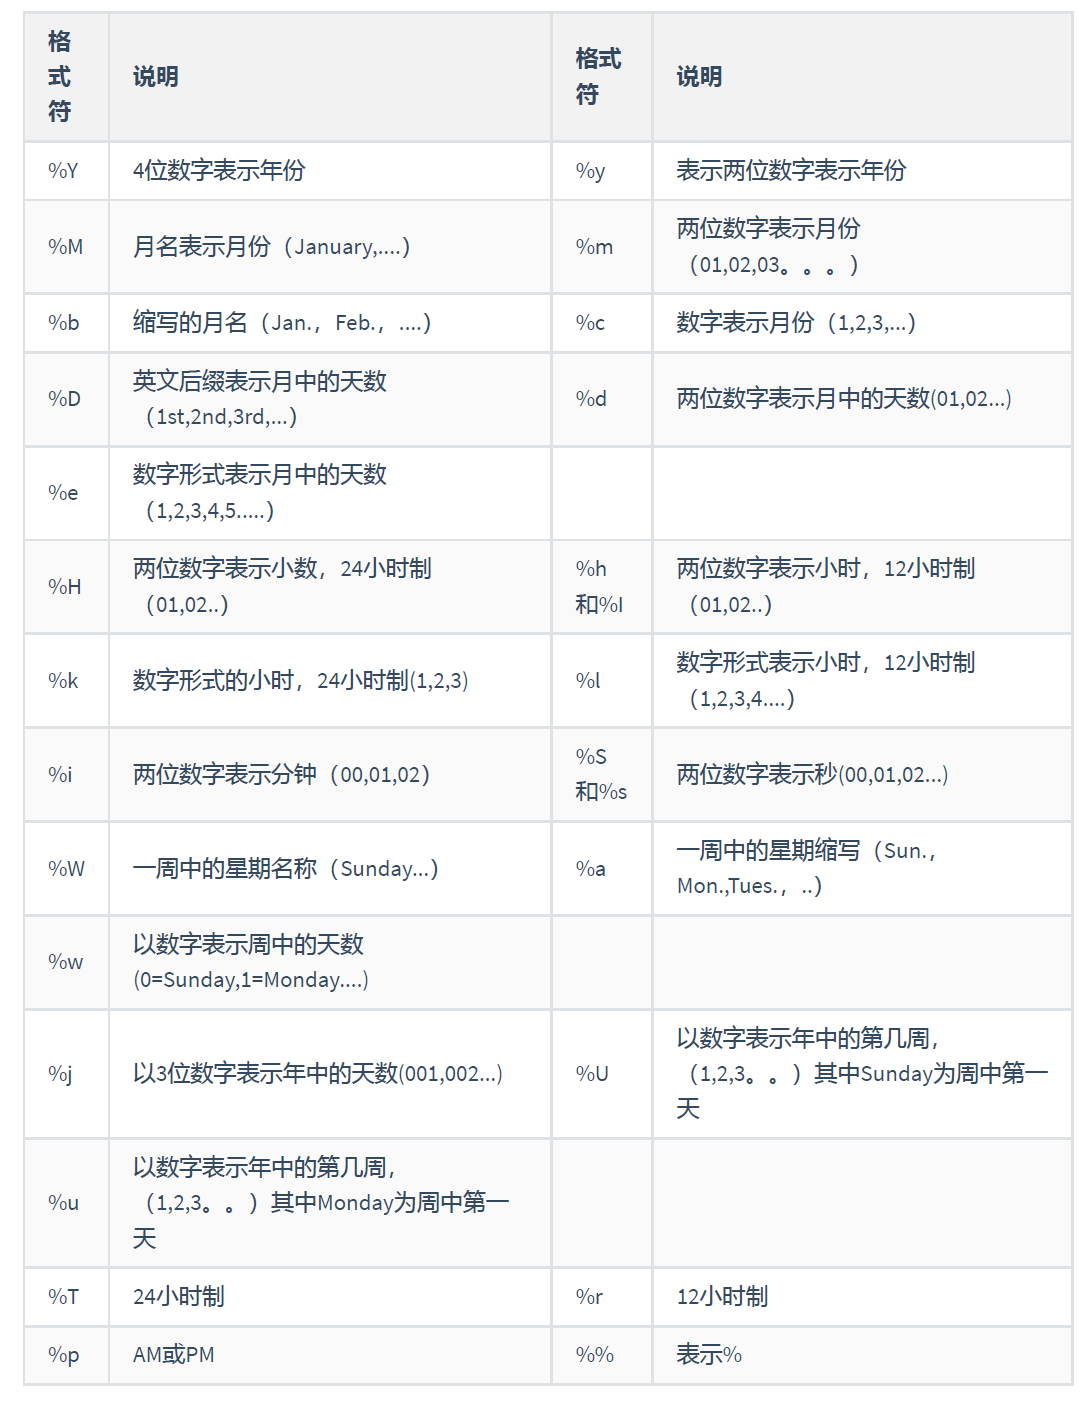 格
式
符
说明
格式
符
说明
%Y
4位数字表示年份
%y
表示两位数字表示年份
%M
月名表示月份（January,....）
%m
两位数字表示月份
（01,02,03。。。）
%b
缩写的月名（Jan.，Feb.，....）
%c
数字表示月份（1,2,3,...）
%D
英文后缀表示月中的天数
（1st,2nd,3rd,...）
%d
两位数字表示月中的天数(01,02...)
%e
数字形式表示月中的天数
（1,2,3,4,5.....）
%H
两位数字表示小数，24小时制
（01,02..）
%h
和%I
两位数字表示小时，12小时制
（01,02..）
%k
数字形式的小时，24小时制(1,2,3)
%l
数字形式表示小时，12小时制
（1,2,3,4....）
%i
两位数字表示分钟（00,01,02）
%S
和%s
两位数字表示秒(00,01,02...)
%W
一周中的星期名称（Sunday...）
%a
一周中的星期缩写（Sun.，
Mon.,Tues.，..）
%w
以数字表示周中的天数
(0=Sunday,1=Monday....)
%j
以3位数字表示年中的天数(001,002...)
%U
以数字表示年中的第几周，
（1,2,3。。）其中Sunday为周中第一
天
%u
以数字表示年中的第几周，
（1,2,3。。）其中Monday为周中第一
天
%T
24小时制
%r
12小时制
%p
AM或PM
%%
表示%